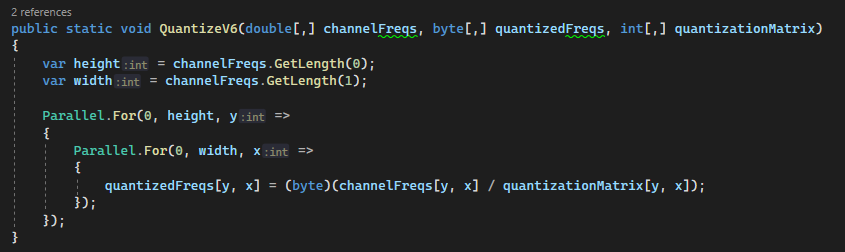 2 references
public static void QuantizeV6(double[,] channelFreqs, byte[,] quantizedFreqs, int[,] quantizationMatrix)
{
var height:int = channelFreqs.GetLength(0);
var width:int = channelFreqs.GetLength(1);
Parallel.For(0, height, y:int =>
{
Parallel.For(0, width, x:int =>
{
quantizedFreqs[y, x] = (byte)(channelFreqs[y, x] / quantizationMatrix[y, x]);
});
});
}